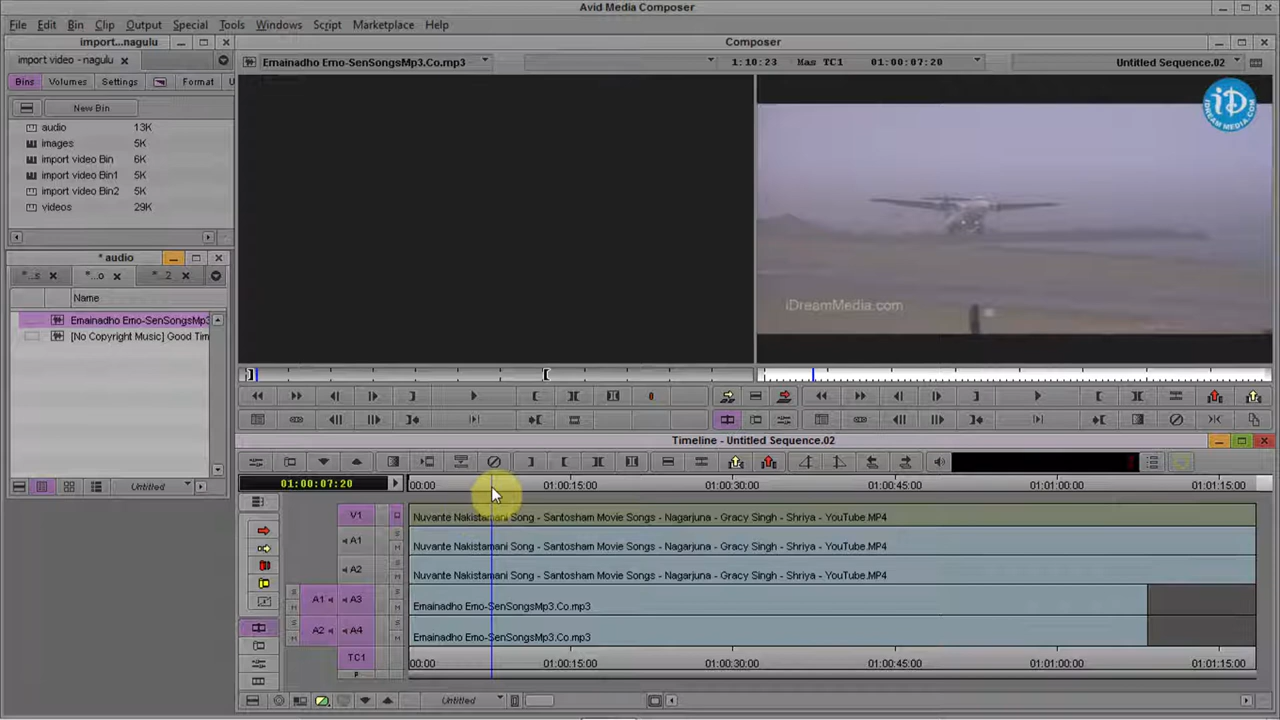 Avid Media Composer
File Edit Bin Clip Output Special Tools Windows Script Marketplace Help
import...nagulu
Composer
import video - nagulu
Emainadho Emo-SenSongsMp3.Co.mp3
1:10:23 Mas TC1 01:00:07:20
Untitled Sequence.02
Bins Volumes Settings Format U
New Bin
audio 13K
images 5K
import video Bin 6K
import video Bin1 5K
import video Bin2 5K
videos 29K
iD
iDREAM MEDIA.COM
iDreamMedia.com
* audio
*...s *...o *...2
Name
Emainadho Emo-SenSongsMp3
[No Copyright Music] Good Tim
Untitled
Timeline - Untitled Sequence.02
01:00:07:20
00:00 01:00:15:00 01:00:30:00 01:00:45:00 01:01:00:00 01:01:15:00
V1 Nuvante Nakistamani Song - Santosham Movie Songs - Nagarjuna - Gracy Singh - Shriya - YouTube.MP4
A1 S M Nuvante Nakistamani Song - Santosham Movie Songs - Nagarjuna - Gracy Singh - Shriya - YouTube.MP4
A2 S M Nuvante Nakistamani Song - Santosham Movie Songs - Nagarjuna - Gracy Singh - Shriya - YouTube.MP4
S M A1 A3 S M Emainadho Emo-SenSongsMp3.Co.mp3
S M A2 A4 S M Emainadho Emo-SenSongsMp3.Co.mp3
TC1 00:00 01:00:15:00 01:00:30:00 01:00:45:00 01:01:00:00 01:01:15:00
Untitled